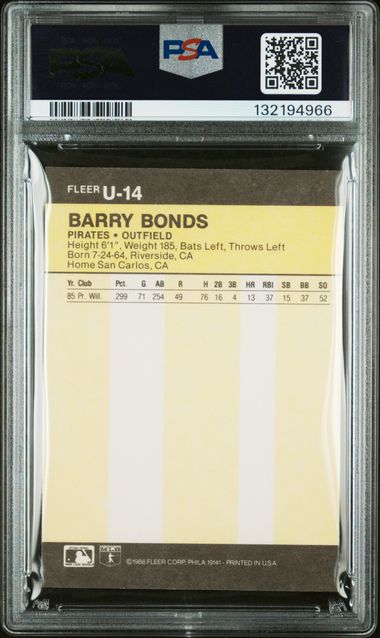 PSA
PSA
132194966
FLEER U-14
BARRY BONDS
PIRATES • OUTFIELD
Height 6'1", Weight 185, Bats Left, Throws Left
Born 7-24-64, Riverside, CA
Home San Carlos, CA
Yr. Club Pct. G AB R H 2B 3B HR RBI SB BB SO
85 Pr. Will. .299 71 254 49 76 16 4 13 37 15 37 52
© 1986 FLEER CORP., PHILA. 19141 - PRINTED IN U.S.A.